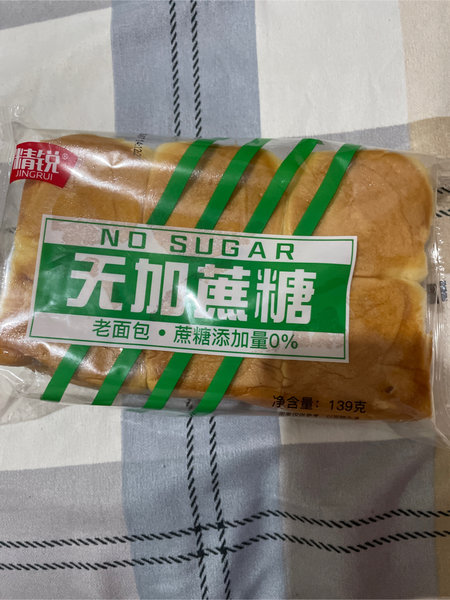 精锐®
JINGRUI
NO SUGAR
无加蔗糖
老面包·蔗糖添加量0%
净含量：139克